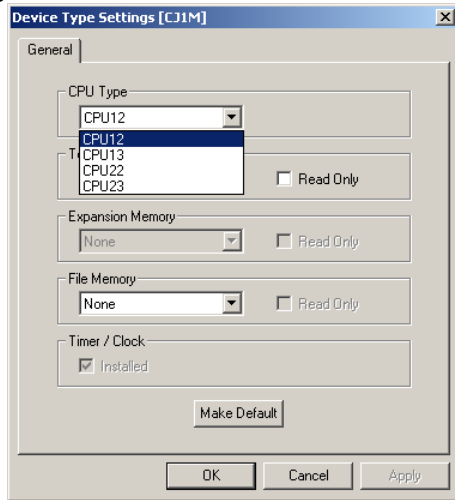 Device Type Settings [CJ1M]
General
CPU Type
CPU12
CPU12
CPU13
CPU22
CPU23
Read Only
Expansion Memory
None
Read Only
File Memory
None
Read Only
Timer / Clock
Installed
Make Default
OK
Cancel
Apply